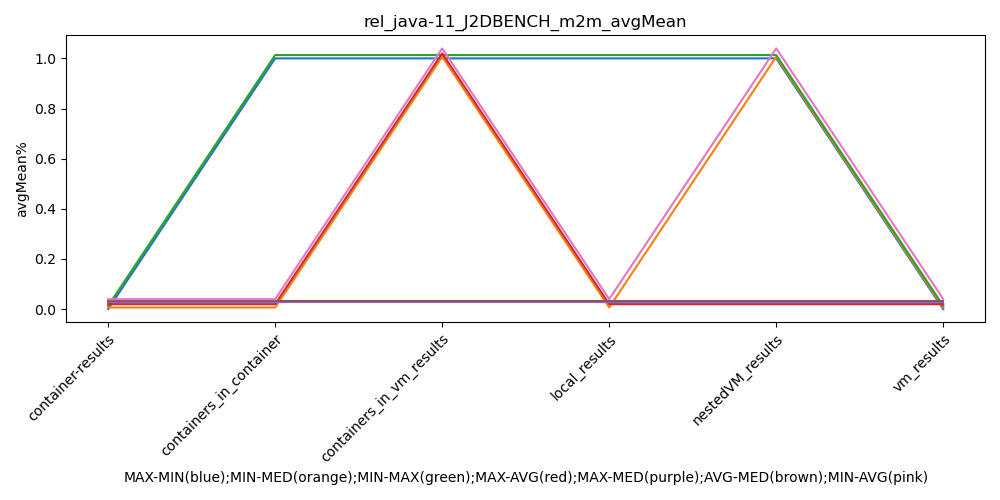 rel_java-11_J2DBENCH_m2m_avgMean
avgMean%
1.0
0.8
0.6
0.4
0.2
0.0
container-results
containers_in_container
containers_in_vm_results
local_results
nestedVM_results
vm_results
MAX-MIN(blue);MIN-MED(orange);MIN-MAX(green);MAX-AVG(red);MAX-MED(purple);AVG-MED(brown);MIN-AVG(pink)